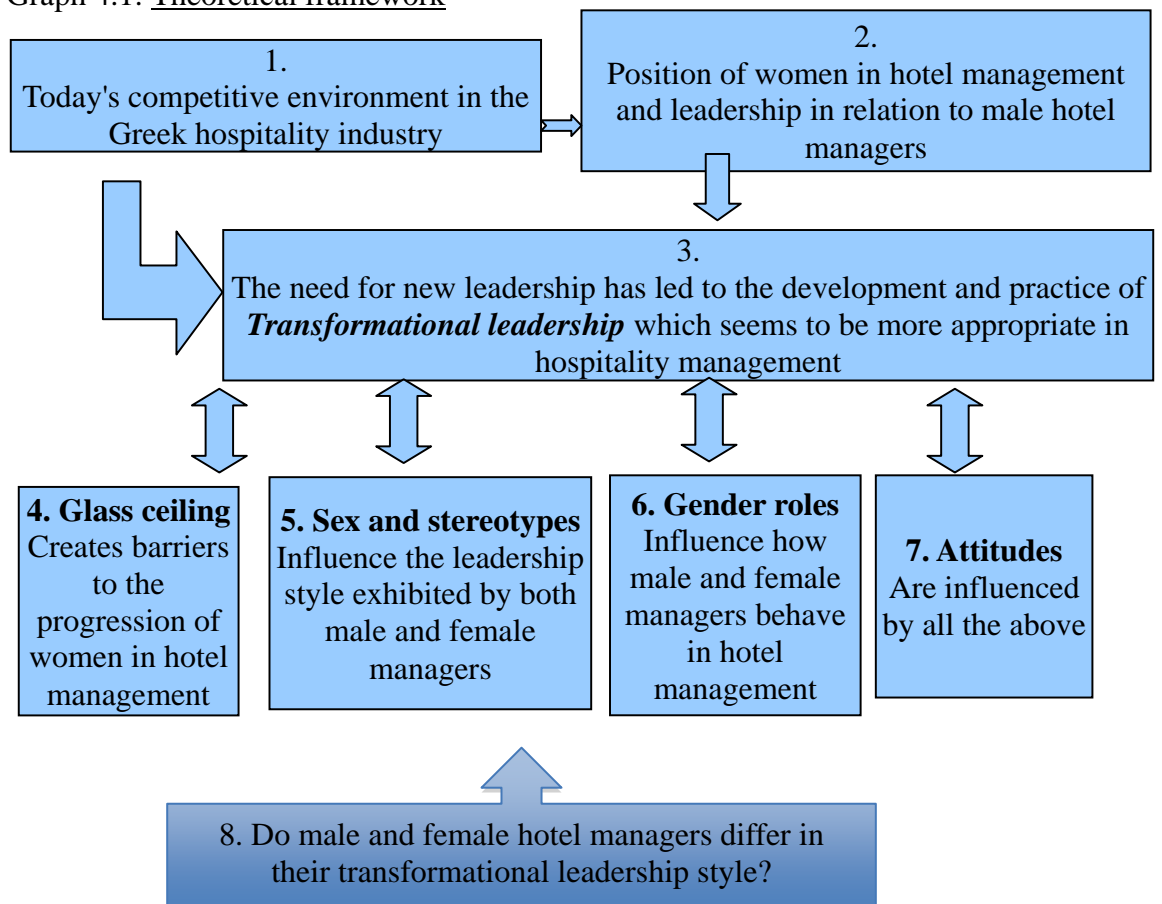 Graph 4.1: Theoretical framework
1.
Today's competitive environment in the
Greek hospitality industry
2.
Position of women in hotel management
and leadership in relation to male hotel
managers
3.
The need for new leadership has led to the development and practice of
Transformational leadership which seems to be more appropriate in
hospitality management
4. Glass ceiling
Creates barriers
to the
progression of
women in hotel
management
5. Sex and stereotypes
Influence the leadership
style exhibited by both
male and female
managers
6. Gender roles
Influence how
male and female
managers behave
in hotel
management
7. Attitudes
Are influenced
by all the above
8. Do male and female hotel managers differ in
their transformational leadership style?